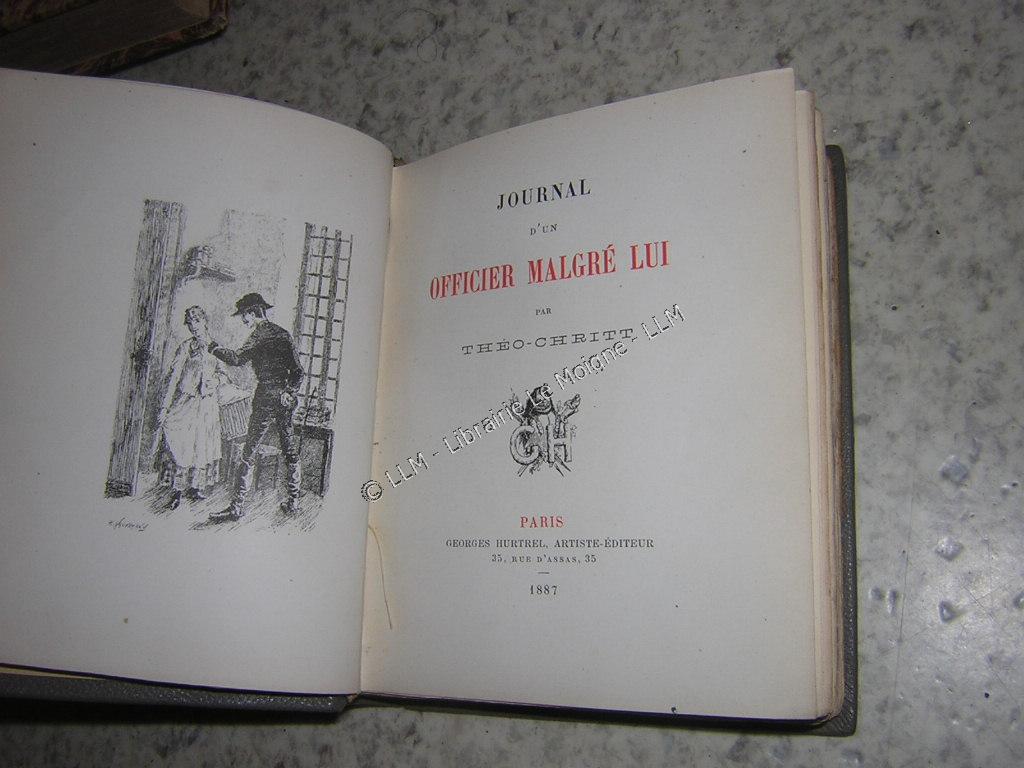 JOURNAL
D'UN
OFFICIER MALGRÉ LUI
PAR
THÉO-CHRITT
© LLM - Librairie Le Moigne - LLM
GH
PARIS
GEORGES HURTREL, ARTISTE-ÉDITEUR
35, RUE D'ASSAS, 35
1887